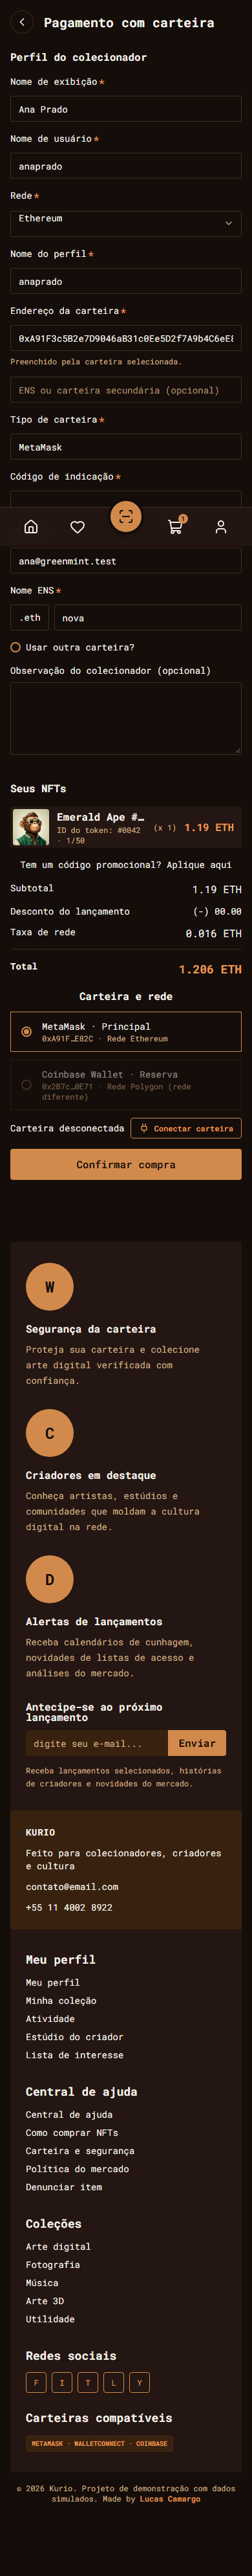 Pagamento com carteira
Perfil do colecionador
Nome de exibição*
Ana Prado
Nome de usuário*
anaprado
Rede*
Ethereum
Nome do perfil*
anaprado
Endereço da carteira*
Preenchido pela carteira selecionada.
ENS ou carteira secundária (opcional)
Tipo de carteira*
MetaMask
Código de indicação*
1
ana@greenmint.test
Nome ENS*
.eth
nova
Usar outra carteira?
Observação do colecionador (opcional)
Seus NFTs
Emerald Ape #…
ID do token: #0042
· 1/50
(x 1)
1.19 ETH
Tem um código promocional? Aplique aqui
Subtotal
1.19 ETH
Desconto do lançamento
(-) 00.00
Taxa de rede
0.016 ETH
Total
1.206 ETH
Carteira e rede
MetaMask · Principal
0xA91F…E82C · Rede Ethereum
Coinbase Wallet · Reserva
0x2B7c…0E71 · Rede Polygon (rede
diferente)
Carteira desconectada
Conectar carteira
Confirmar compra
W
Segurança da carteira
Proteja sua carteira e colecione
arte digital verificada com
confiança.
C
Criadores em destaque
Conheça artistas, estúdios e
comunidades que moldam a cultura
digital na rede.
D
Alertas de lançamentos
Receba calendários de cunhagem,
novidades de listas de acesso e
análises do mercado.
Antecipe-se ao próximo
lançamento
digite seu e-mail...
Enviar
Receba lançamentos selecionados, histórias
de criadores e novidades do mercado.
KURIO
Feito para colecionadores, criadores
e cultura
contato@email.com
+55 11 4002 8922
Meu perfil
Meu perfil
Minha coleção
Atividade
Estúdio do criador
Lista de interesse
Central de ajuda
Central de ajuda
Como comprar NFTs
Carteira e segurança
Política do mercado
Denunciar item
Coleções
Arte digital
Fotografia
Música
Arte 3D
Utilidade
Redes sociais
F
I
T
L
Y
Carteiras compatíveis
METAMASK · WALLETCONNECT · COINBASE
© 2026 Kurio. Projeto de demonstração com dados
simulados. Made by Lucas Camargo